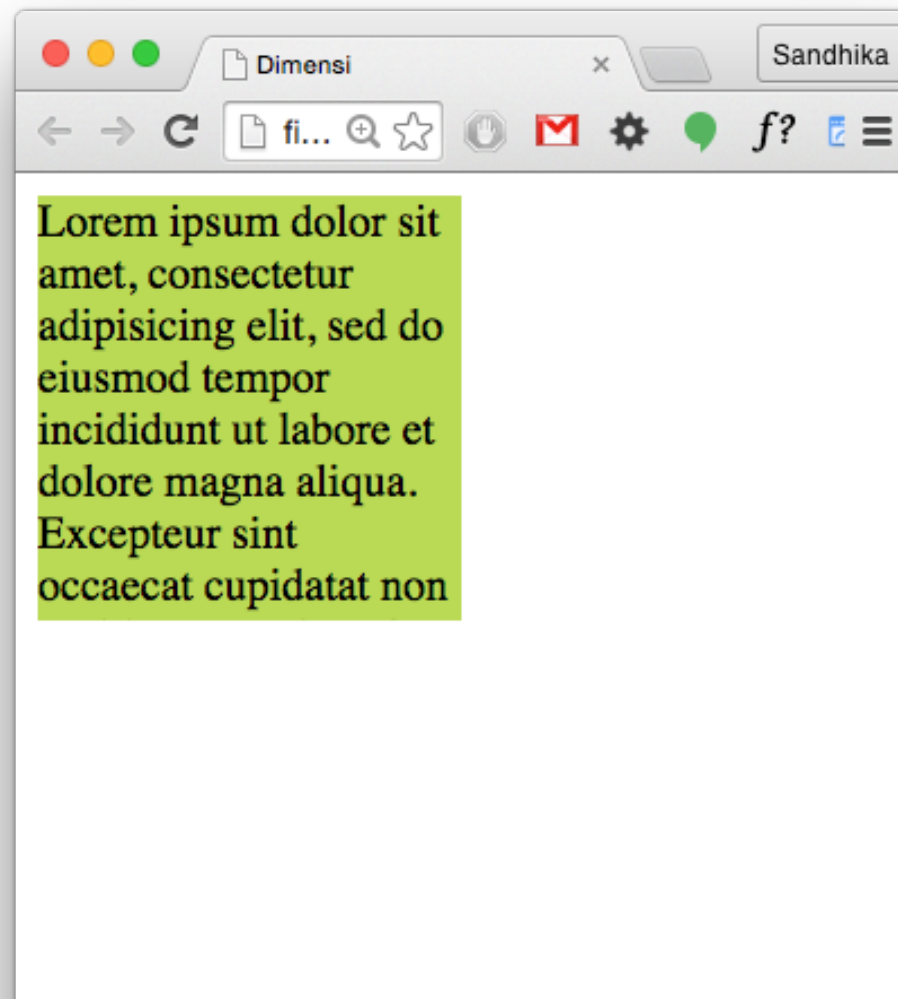 Dimensi
Sandhika
fi...
f?
Lorem ipsum dolor sit
amet, consectetur
adipisicing elit, sed do
eiusmod tempor
incididunt ut labore et
dolore magna aliqua.
Excepteur sint
occaecat cupidatat non